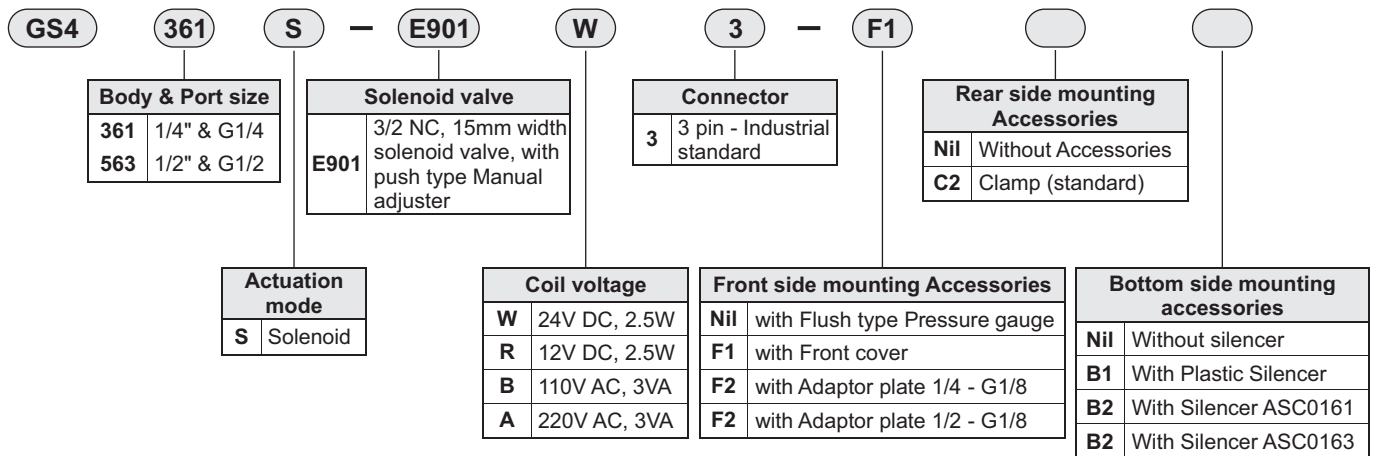 GS4 361 S – E901 W 3 – F1
Body & Port size
361 1/4" & G1/4
563 1/2" & G1/2
Solenoid valve
E901 3/2 NC, 15mm width
solenoid valve, with
push type Manual
adjuster
Connector
3 3 pin - Industrial
standard
Rear side mounting
Accessories
Nil Without Accessories
C2 Clamp (standard)
Actuation
mode
S Solenoid
Coil voltage
W 24V DC, 2.5W
R 12V DC, 2.5W
B 110V AC, 3VA
A 220V AC, 3VA
Front side mounting Accessories
Nil with Flush type Pressure gauge
F1 with Front cover
F2 with Adaptor plate 1/4 - G1/8
F2 with Adaptor plate 1/2 - G1/8
Bottom side mounting
accessories
Nil Without silencer
B1 With Plastic Silencer
B2 With Silencer ASC0161
B2 With Silencer ASC0163